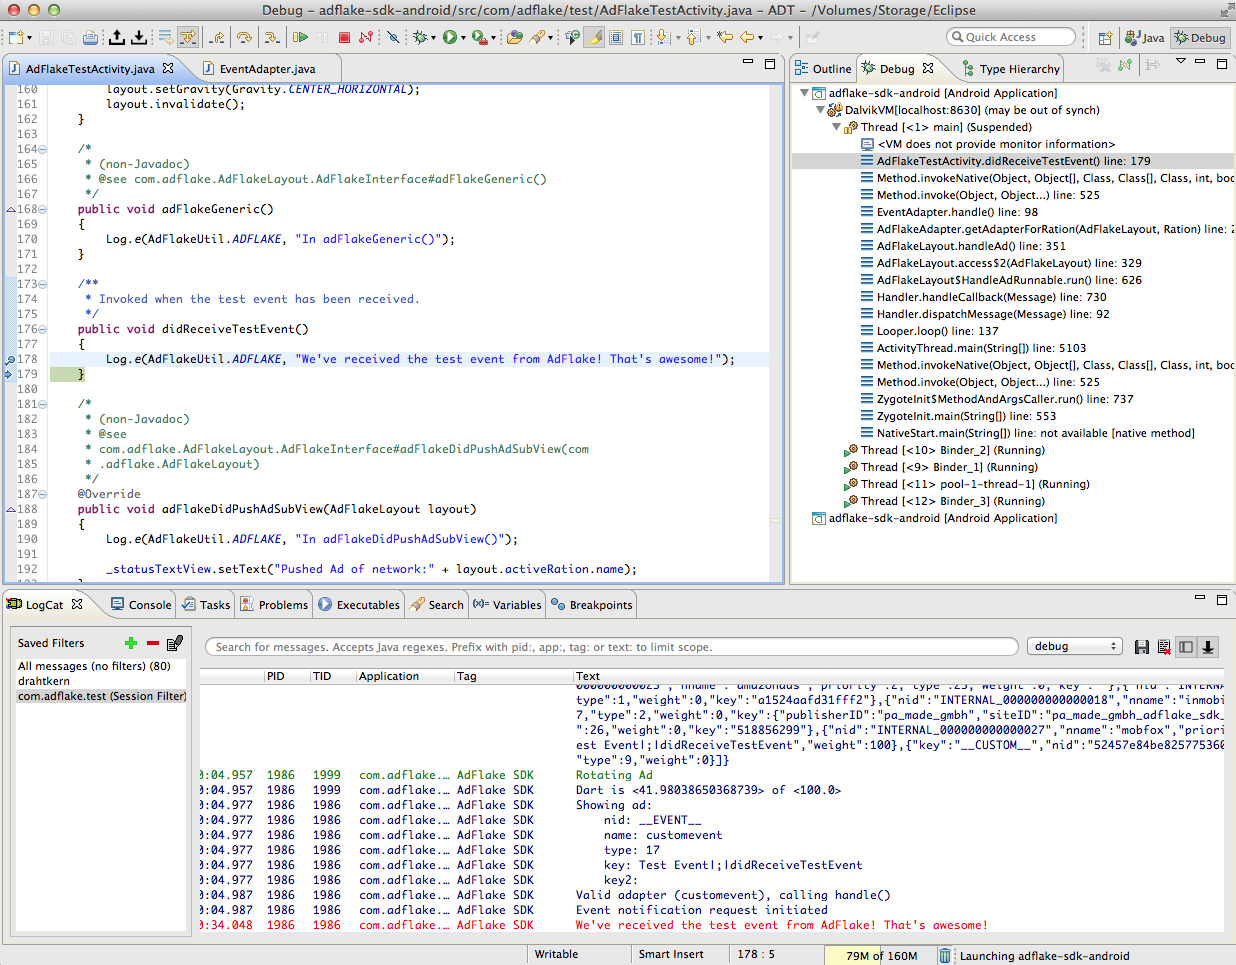 Debug - adflake-sdk-android/src/com/adflake/test/AdFlakeTestActivity.java - ADT - /Volumes/Storage/Eclipse
Quick Access
Java
Debug
AdFlakeTestActivity.java
EventAdapter.java
160 layout.setGravity(Gravity.CENTER_HORIZONTAL);
161 layout.invalidate();
162 }
163
164 /*
165 * (non-Javadoc)
166 * @see com.adflake.AdFlakeLayout.AdFlakeInterface#adFlakeGeneric()
167 */
168 public void adFlakeGeneric()
169 {
170 Log.e(AdFlakeUtil.ADFLAKE, "In adFlakeGeneric()");
171 }
172
173 /**
174 * Invoked when the test event has been received.
175 */
176 public void didReceiveTestEvent()
177 {
178 Log.e(AdFlakeUtil.ADFLAKE, "We've received the test event from AdFlake! That's awesome!");
179 }
180
181 /*
182 * (non-Javadoc)
183 * @see
184 * com.adflake.AdFlakeLayout.AdFlakeInterface#adFlakeDidPushAdSubView(com
185 * .adflake.AdFlakeLayout)
186 */
187 @Override
188 public void adFlakeDidPushAdSubView(AdFlakeLayout layout)
189 {
190 Log.e(AdFlakeUtil.ADFLAKE, "In adFlakeDidPushAdSubView()");
191
192 _statusTextView.setText("Pushed Ad of network:" + layout.activeRation.name);
Outline
Debug
Type Hierarchy
adflake-sdk-android [Android Application]
DalvikVM[localhost:8630] (may be out of synch)
Thread [<1> main] (Suspended)
<VM does not provide monitor information>
AdFlakeTestActivity.didReceiveTestEvent() line: 179
Method.invokeNative(Object, Object[], Class, Class[], Class, int, boo
Method.invoke(Object, Object...) line: 525
EventAdapter.handle() line: 98
AdFlakeAdapter.getAdapterForRation(AdFlakeLayout, Ration) line: 2
AdFlakeLayout.handleAd() line: 351
AdFlakeLayout.access$2(AdFlakeLayout) line: 329
AdFlakeLayout$HandleAdRunnable.run() line: 626
Handler.handleCallback(Message) line: 730
Handler.dispatchMessage(Message) line: 92
Looper.loop() line: 137
ActivityThread.main(String[]) line: 5103
Method.invokeNative(Object, Object[], Class, Class[], Class, int, boo
Method.invoke(Object, Object...) line: 525
ZygoteInit$MethodAndArgsCaller.run() line: 737
ZygoteInit.main(String[]) line: 553
NativeStart.main(String[]) line: not available [native method]
Thread [<10> Binder_2] (Running)
Thread [<9> Binder_1] (Running)
Thread [<11> pool-1-thread-1] (Running)
Thread [<12> Binder_3] (Running)
adflake-sdk-android [Android Application]
LogCat
Console
Tasks
Problems
Executables
Search
(x)= Variables
Breakpoints
Saved Filters
All messages (no filters) (80)
drahtkern
com.adflake.test (Session Filter)
Search for messages. Accepts Java regexes. Prefix with pid:, app:, tag: or text: to limit scope.
debug
PID TID Application Tag Text
type":1,"weight":0,"key":"a1524aafd31fff2"},{"nid":"INTERNAL_000000000000018","nname":"inmobi
7,"type":2,"weight":0,"key":{"publisherID":"pa_made_gmbh","siteID":"pa_made_gmbh_adflake_sdk_
":26,"weight":0,"key":"518856299"},{"nid":"INTERNAL_000000000000027","nname":"mobfox","prior
est Event|;|didReceiveTestEvent","weight":100},{"key":"__CUSTOM__","nid":"52457e84be825775360
"type":9,"weight":0}]}
0:04.957 1986 1999 com.adflake... AdFlake SDK Rotating Ad
0:04.957 1986 1999 com.adflake... AdFlake SDK Dart is <41.98038650368739> of <100.0>
0:04.977 1986 1986 com.adflake... AdFlake SDK Showing ad:
0:04.977 1986 1986 com.adflake... AdFlake SDK nid: __EVENT__
0:04.977 1986 1986 com.adflake... AdFlake SDK name: customevent
0:04.977 1986 1986 com.adflake... AdFlake SDK type: 17
0:04.977 1986 1986 com.adflake... AdFlake SDK key: Test Event|;|didReceiveTestEvent
0:04.977 1986 1986 com.adflake... AdFlake SDK key2:
0:04.987 1986 1986 com.adflake... AdFlake SDK Valid adapter (customevent), calling handle()
0:04.987 1986 1986 com.adflake... AdFlake SDK Event notification request initiated
0:34.048 1986 1986 com.adflake... AdFlake SDK We've received the test event from AdFlake! That's awesome!
Writable
Smart Insert
178 : 5
79M of 160M
Launching adflake-sdk-android